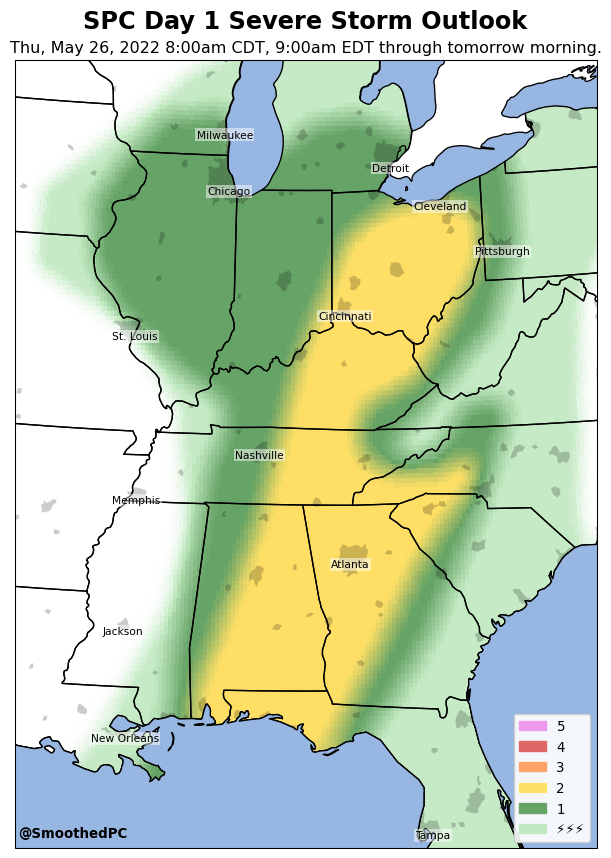 SPC Day 1 Severe Storm Outlook
Thu, May 26, 2022 8:00am CDT, 9:00am EDT through tomorrow morning.
Milwaukee
Detroit
Chicago
Cleveland
Pittsburgh
Cincinnati
St. Louis
Nashville
Memphis
Atlanta
Jackson
New Orleans
Tampa
5
4
3
2
1
⚡⚡⚡
@SmoothedPC